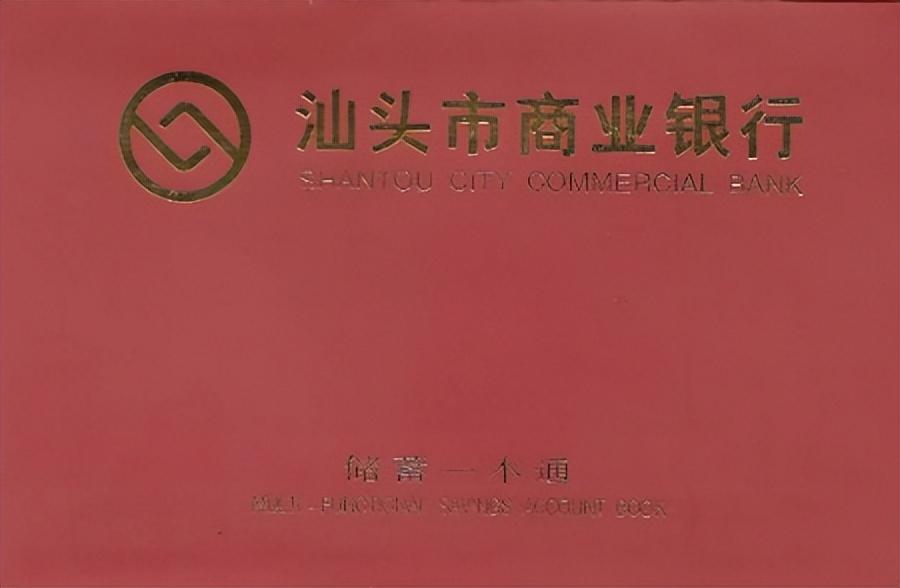 汕头市商业银行
SHANTOU CITY COMMERCIAL BANK
储蓄一本通
MULTI-FUNCTIONAL SAVINGS ACCOUNT BOOK